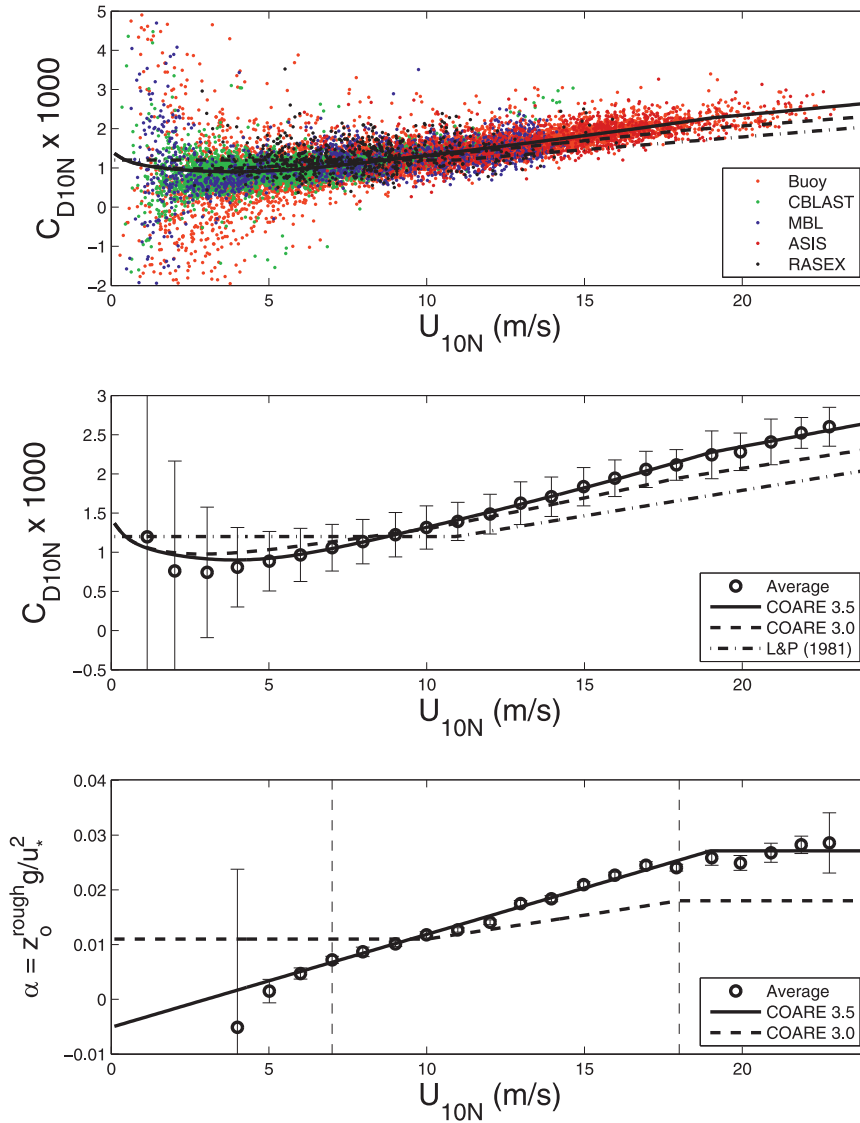 5
4
3
2
1
0
−1
−2
C_D10N x 1000
0 5 10 15 20
U_10N (m/s)
Buoy
CBLAST
MBL
ASIS
RASEX
3
2.5
2
1.5
1
0.5
0
−0.5
C_D10N x 1000
0 5 10 15 20
U_10N (m/s)
Average
COARE 3.5
COARE 3.0
L&P (1981)
0.04
0.03
0.02
0.01
0
−0.01
α = z_o^rough g/u_*^2
0 5 10 15 20
U_10N (m/s)
Average
COARE 3.5
COARE 3.0